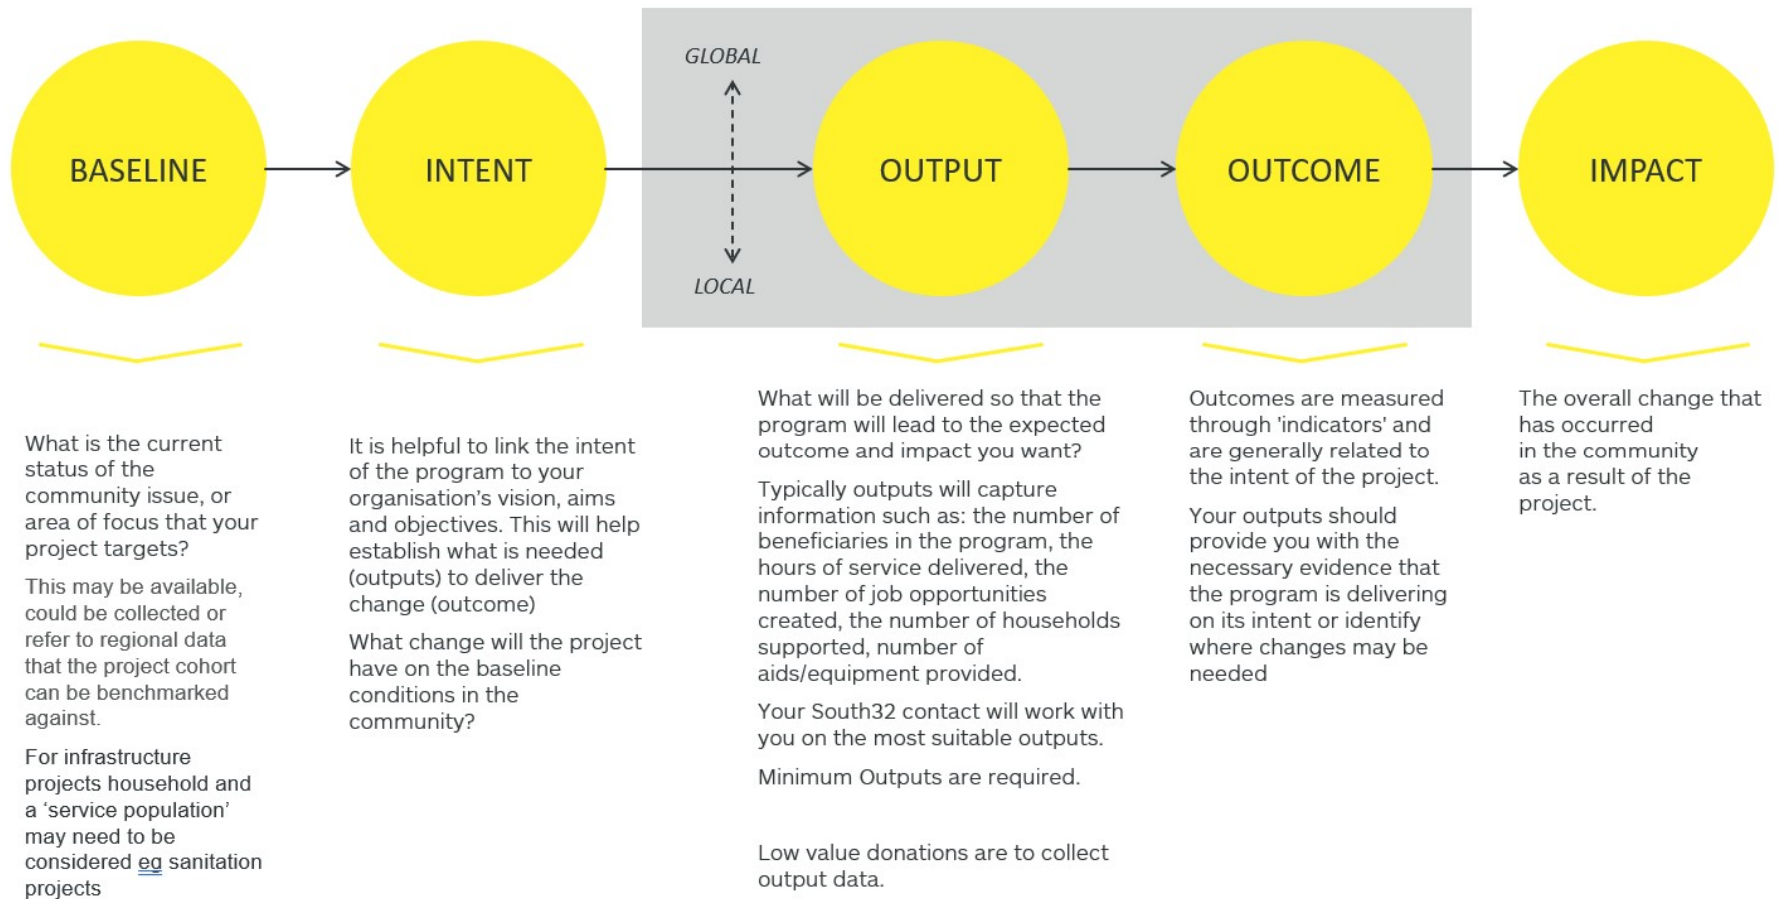 GLOBAL
BASELINE
INTENT
OUTPUT
OUTCOME
IMPACT
LOCAL
What is the current
status of the
community issue, or
area of focus that your
project targets?
This may be available,
could be collected or
refer to regional data
that the project cohort
can be benchmarked
against.
For infrastructure
projects household and
a ‘service population’
may need to be
considered eg sanitation
projects
It is helpful to link the intent
of the program to your
organisation’s vision, aims
and objectives. This will help
establish what is needed
(outputs) to deliver the
change (outcome)
What change will the project
have on the baseline
conditions in the
community?
What will be delivered so that the
program will lead to the expected
outcome and impact you want?
Typically outputs will capture
information such as: the number of
beneficiaries in the program, the
hours of service delivered, the
number of job opportunities
created, the number of households
supported, number of
aids/equipment provided.
Your South32 contact will work with
you on the most suitable outputs.
Minimum Outputs are required.
Low value donations are to collect
output data.
Outcomes are measured
through 'indicators' and
are generally related to
the intent of the project.
Your outputs should
provide you with the
necessary evidence that
the program is delivering
on its intent or identify
where changes may be
needed
The overall change that
has occurred
in the community
as a result of the
project.